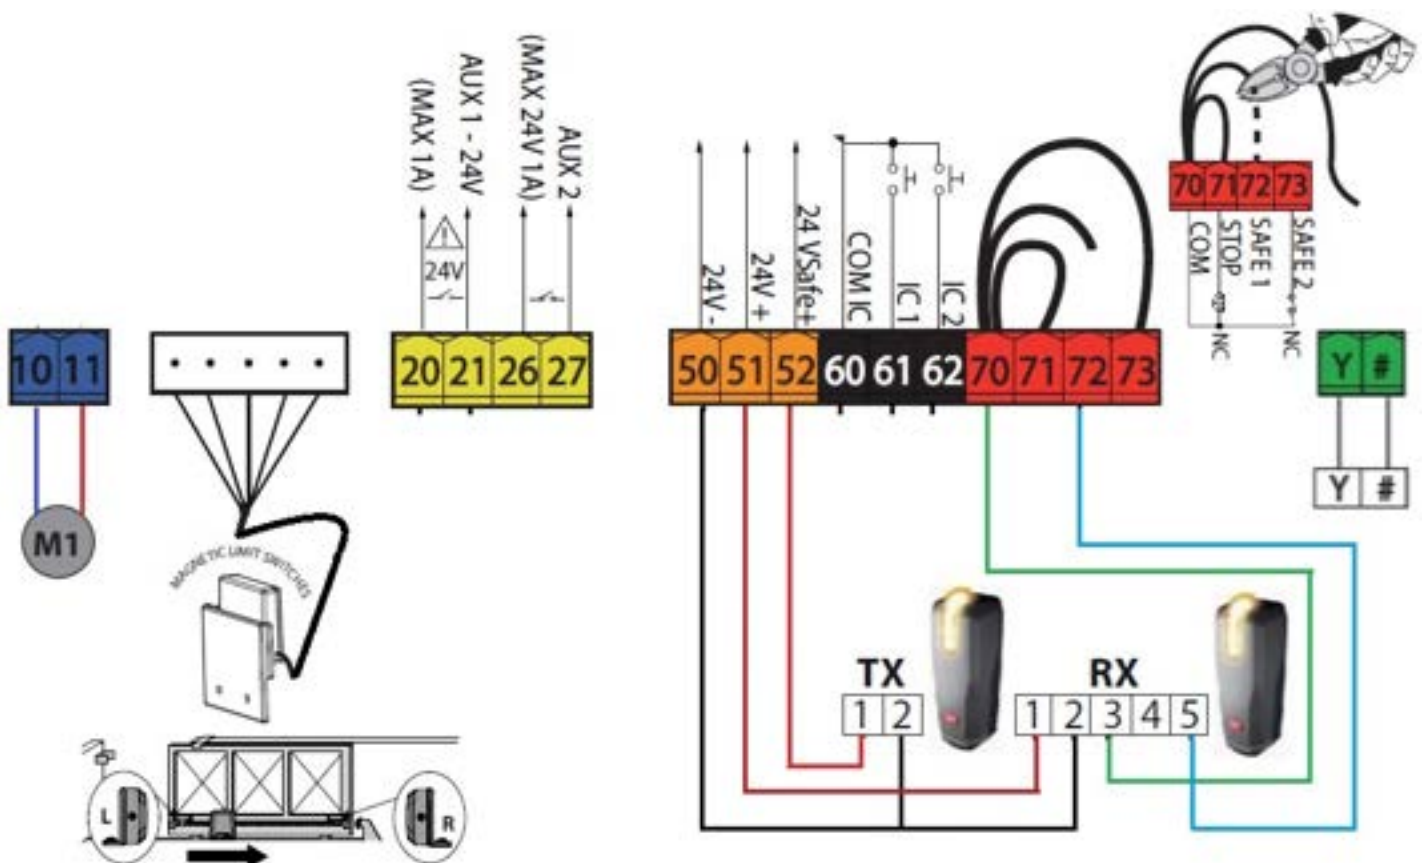 (MAX 1A)
AUX 1 - 24V
(MAX 24V 1A)
AUX 2
24V
24V -
24V +
24 VSafe+
COM IC
IC 1
IC 2
70 71 72 73
COM
STOP
SAFE 1
SAFE 2
NC
NC
10 11
20 21 26 27
50 51 52 60 61 62 70 71 72 73
Y #
Y #
M1
MAGNETIC LIMIT SWITCHES
TX
1 2
RX
1 2 3 4 5
L
R